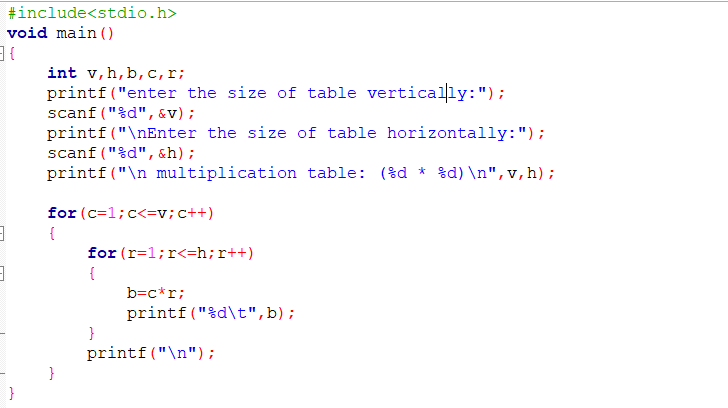 #include<stdio.h>
void main()
{
    int v,h,b,c,r;
    printf("enter the size of table vertically:");
    scanf("%d",&v);
    printf("\nEnter the size of table horizontally:");
    scanf("%d",&h);
    printf("\n multiplication table: (%d * %d)\n",v,h);

    for(c=1;c<=v;c++)
    {
        for(r=1;r<=h;r++)
        {
            b=c*r;
            printf("%d\t",b);
        }
        printf("\n");
    }
}